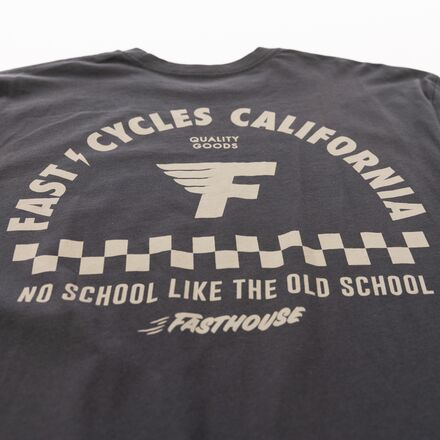 FAST CYCLES CALIFORNIA
QUALITY
GOODS
F
NO SCHOOL LIKE THE OLD SCHOOL
FASTHOUSE